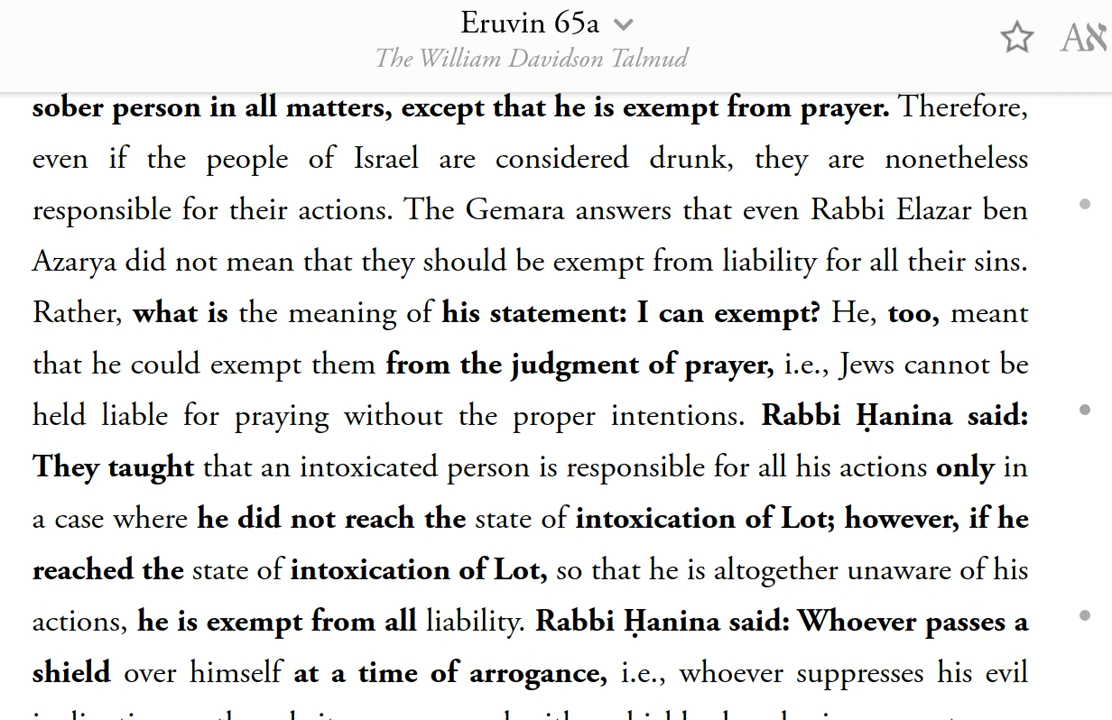 Eruvin 65a
The William Davidson Talmud
Aא
sober person in all matters, except that he is exempt from prayer. Therefore,
even if the people of Israel are considered drunk, they are nonetheless
responsible for their actions. The Gemara answers that even Rabbi Elazar ben
Azarya did not mean that they should be exempt from liability for all their sins.
Rather, what is the meaning of his statement: I can exempt? He, too, meant
that he could exempt them from the judgment of prayer, i.e., Jews cannot be
held liable for praying without the proper intentions. Rabbi Ḥanina said:
They taught that an intoxicated person is responsible for all his actions only in
a case where he did not reach the state of intoxication of Lot; however, if he
reached the state of intoxication of Lot, so that he is altogether unaware of his
actions, he is exempt from all liability. Rabbi Ḥanina said: Whoever passes a
shield over himself at a time of arrogance, i.e., whoever suppresses his evil